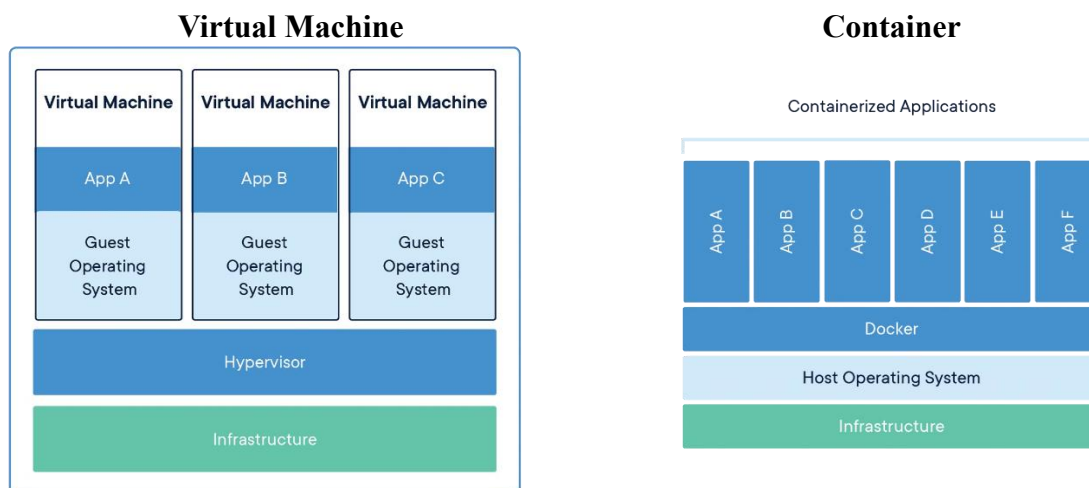 Virtual Machine
Virtual Machine
App A
Guest
Operating
System
Virtual Machine
App B
Guest
Operating
System
Virtual Machine
App C
Guest
Operating
System
Hypervisor
Infrastructure
Container
Containerized Applications
App A
App B
App C
App D
App E
App F
Docker
Host Operating System
Infrastructure